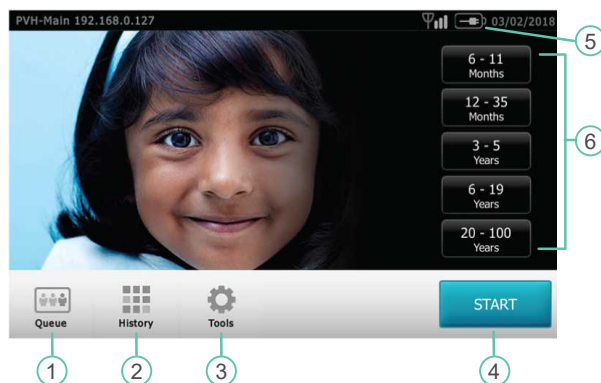 PVH-Main 192.168.0.127 03/02/2018
5
6 - 11
Months
12 - 35
Months
3 - 5
Years
6 - 19
Years
20 - 100
Years
6
START
Queue History Tools
1 2 3 4